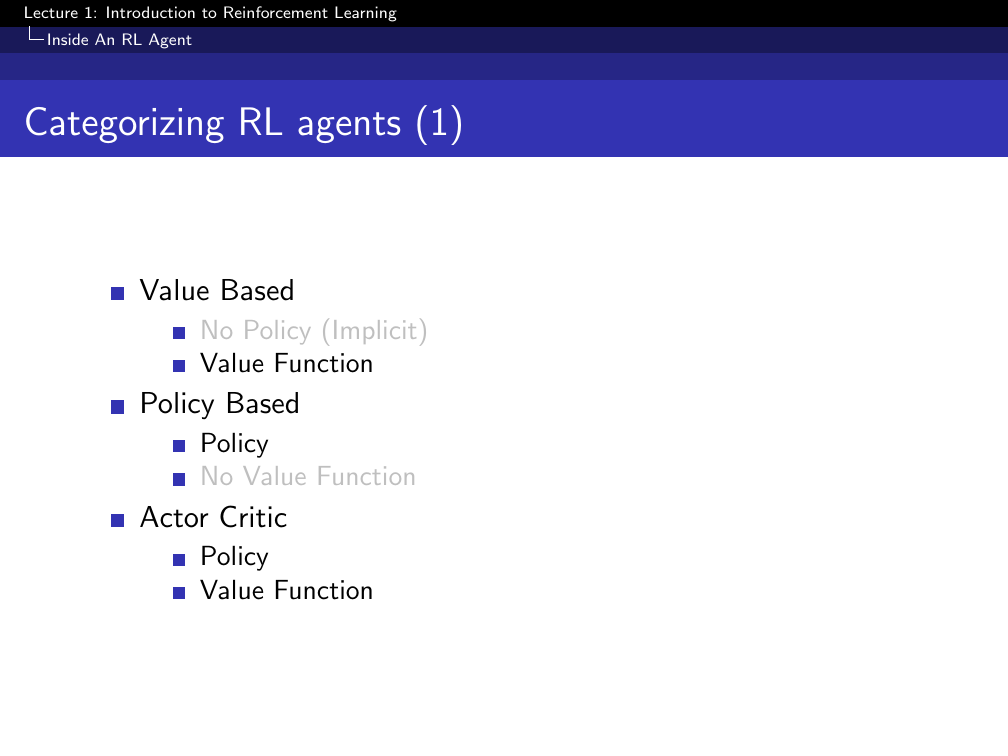 Lecture 1: Introduction to Reinforcement Learning
Inside An RL Agent
Categorizing RL agents (1)
Value Based
No Policy (Implicit)
Value Function
Policy Based
Policy
No Value Function
Actor Critic
Policy
Value Function